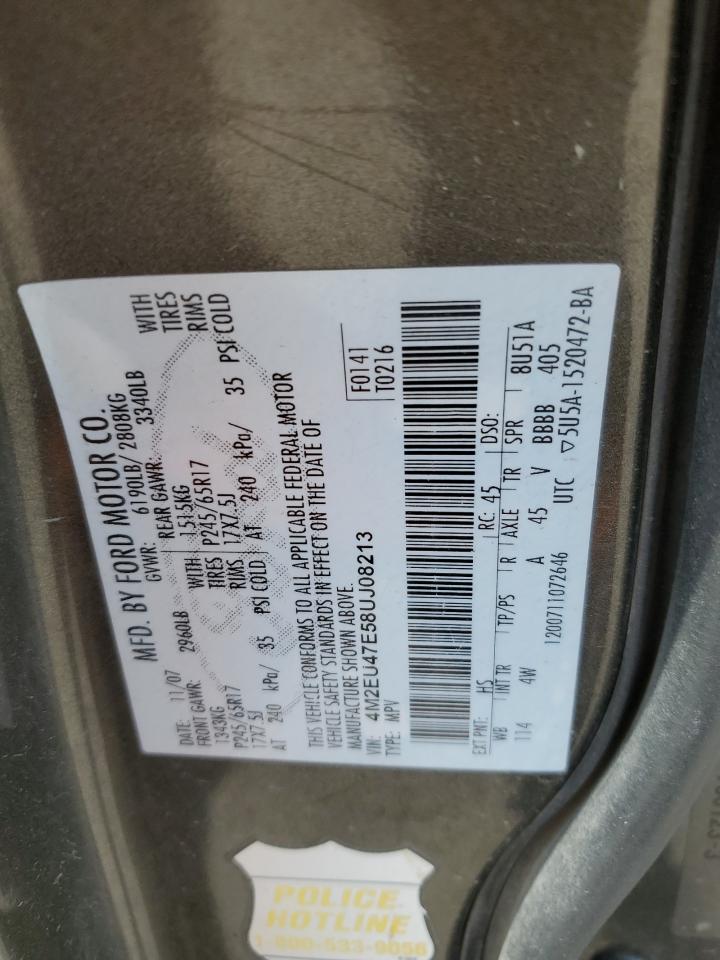 MFD. BY FORD MOTOR CO.
DATE: 11/07 GVWR: 6190LB/ 2808KG
FRONT GAWR: 2960LB REAR GAWR: 3340LB
1343KG WITH 1515KG WITH
P245/65R17 TIRES P245/65R17 TIRES
17X7.5J RIMS 17X7.5J RIMS
AT 240 kPa/ 35 PSI COLD AT 240 kPa/ 35 PSI COLD
THIS VEHICLE CONFORMS TO ALL APPLICABLE FEDERAL MOTOR
VEHICLE SAFETY STANDARDS IN EFFECT ON THE DATE OF
MANUFACTURE SHOWN ABOVE.
VIN: 4M2EU47E58UJ08213 F0141
TYPE: MPV T0216
EXT PNT: HS RC: 45 DSO:
WB INT TR TP/PS R AXLE TR SPR 8U51A
114 4W A 45 V BBBB 405
1200711072646 UTC ▽5U5A-1520472-BA
POLICE
HOTLINE
1-800-533-9056